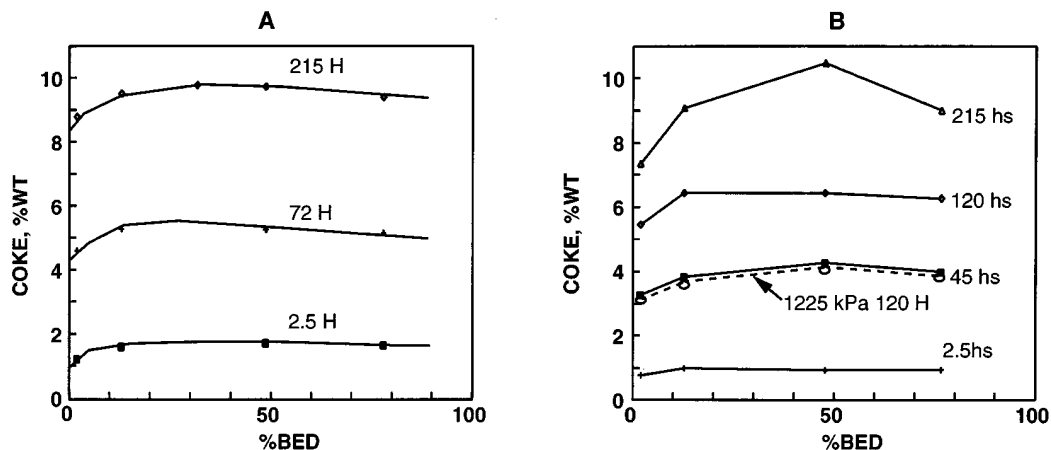 A
COKE, %WT
10
8
6
4
2
0
215 H
72 H
2.5 H
0
50
100
%BED
B
COKE, %WT
10
8
6
4
2
0
215 hs
120 hs
45 hs
1225 kPa 120 H
2.5hs
0
50
100
%BED